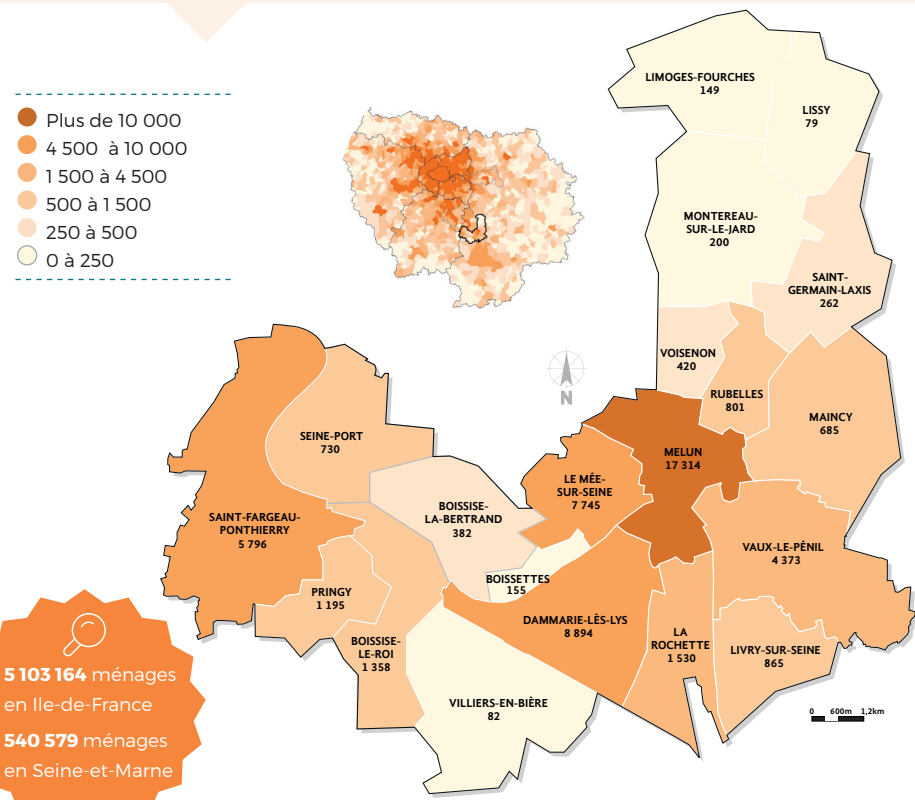 Plus de 10 000
4 500 à 10 000
1 500 à 4 500
500 à 1 500
250 à 500
0 à 250
LIMOGES-FOURCHES
149
LISSY
79
MONTEREAU-
SUR-LE-JARD
200
SAINT-
GERMAIN-LAXIS
262
VOISENON
420
RUBELLES
801
MAINCY
685
N
SEINE-PORT
730
MELUN
17 314
LE MÉE-
SUR-SEINE
7 745
BOISSISE-
LA-BERTRAND
382
SAINT-FARGEAU-
PONTHIERRY
5 796
VAUX-LE-PÉNIL
4 373
BOISSETTES
155
PRINGY
1 195
DAMMARIE-LÈS-LYS
8 894
BOISSISE-
LE-ROI
1 358
LA
ROCHETTE
1 530
LIVRY-SUR-SEINE
865
VILLIERS-EN-BIÈRE
82
0 600m 1,2km
5 103 164 ménages
en Ile-de-France
540 579 ménages
en Seine-et-Marne